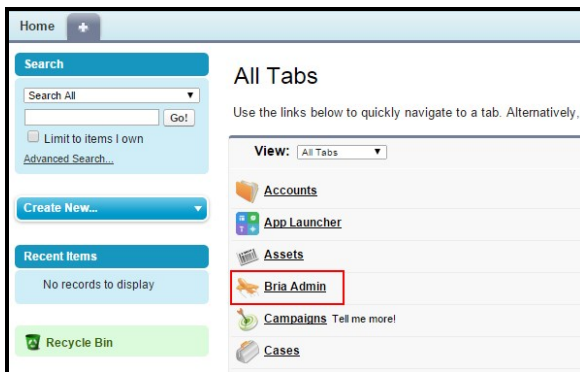 Home +
Search
Search All
Go!
Limit to items I own
Advanced Search...
Create New...
Recent Items
No records to display
Recycle Bin
All Tabs
Use the links below to quickly navigate to a tab. Alternatively,
View: All Tabs
Accounts
App Launcher
Assets
Bria Admin
Campaigns Tell me more!
Cases